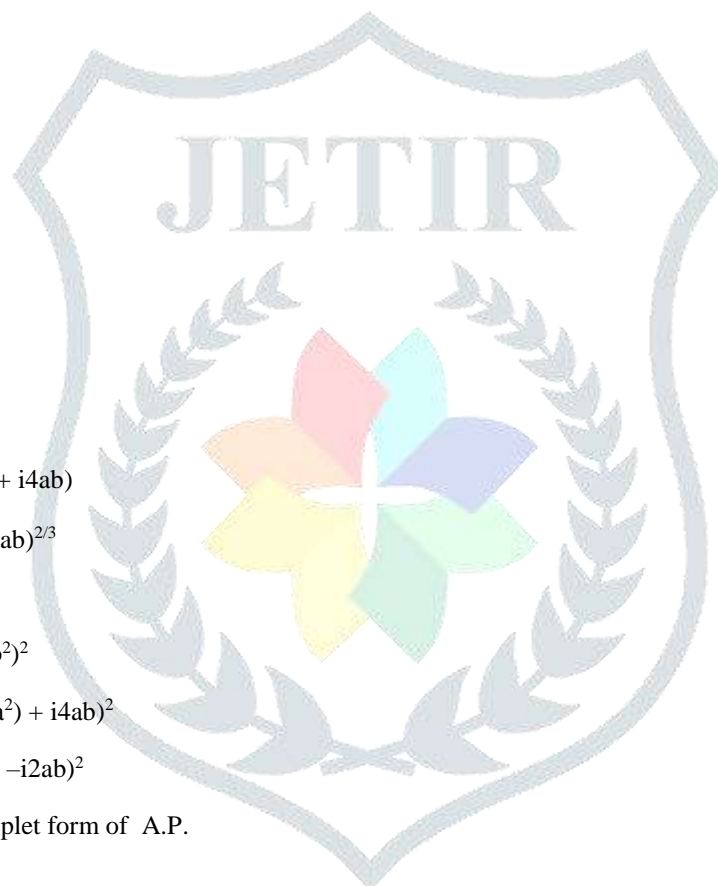 JETIR
+ i4ab)
ab)^{2/3}
²)²
²) + i4ab)²
–i2ab)²
plet form of A.P.